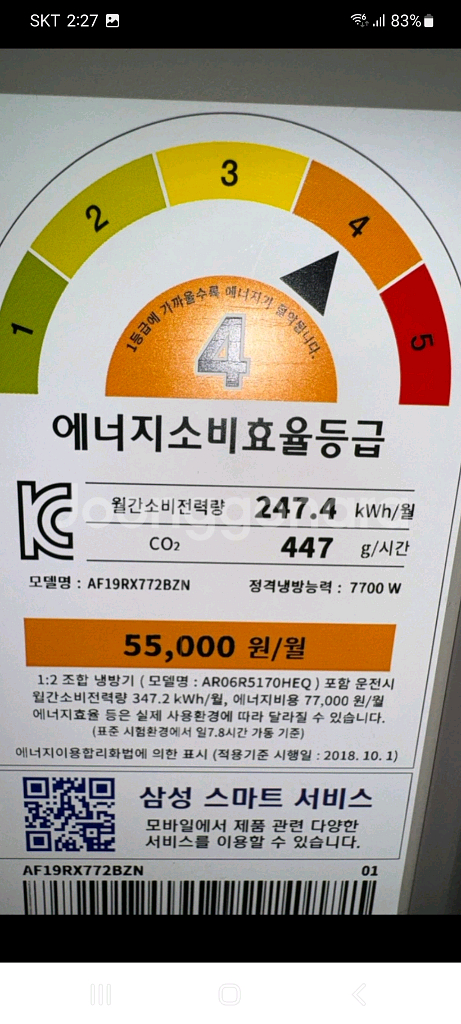 SKT 2:27 83%
3
2 4
1 5
1등급에 가까울수록 에너지가 절약됩니다.
4
에너지소비효율등급
월간소비전력량 247.4 kWh/월
CO₂ 447 g/시간
모델명 : AF19RX772BZN 정격냉방능력 : 7700 W
55,000 원/월
1:2 조합 냉방기 ( 모델명 : AR06R5170HEQ ) 포함 운전시
월간소비전력량 347.2 kWh/월, 에너지비용 77,000 원/월
에너지효율 등은 실제 사용환경에 따라 달라질 수 있습니다.
(표준 시험환경에서 일7.8시간 가동 기준)
에너지이용합리화법에 의한 표시 (적용기준 시행일 : 2018. 10. 1)
삼성 스마트 서비스
모바일에서 제품 관련 다양한
서비스를 이용할 수 있습니다.
AF19RX772BZN 01